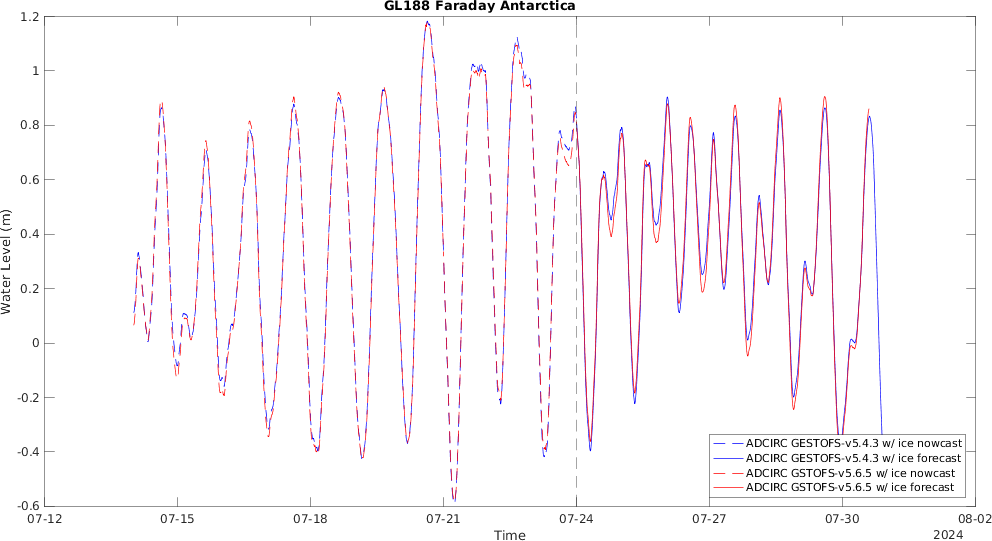 GL188 Faraday Antarctica
1.2
1
0.8
0.6
0.4
0.2
0
-0.2
-0.4
-0.6
Water Level (m)
ADCIRC GESTOFS-v5.4.3 w/ ice nowcast
ADCIRC GESTOFS-v5.4.3 w/ ice forecast
ADCIRC GSTOFS-v5.6.5 w/ ice nowcast
ADCIRC GSTOFS-v5.6.5 w/ ice forecast
07-12 07-15 07-18 07-21 07-24 07-27 07-30 08-02
Time
2024